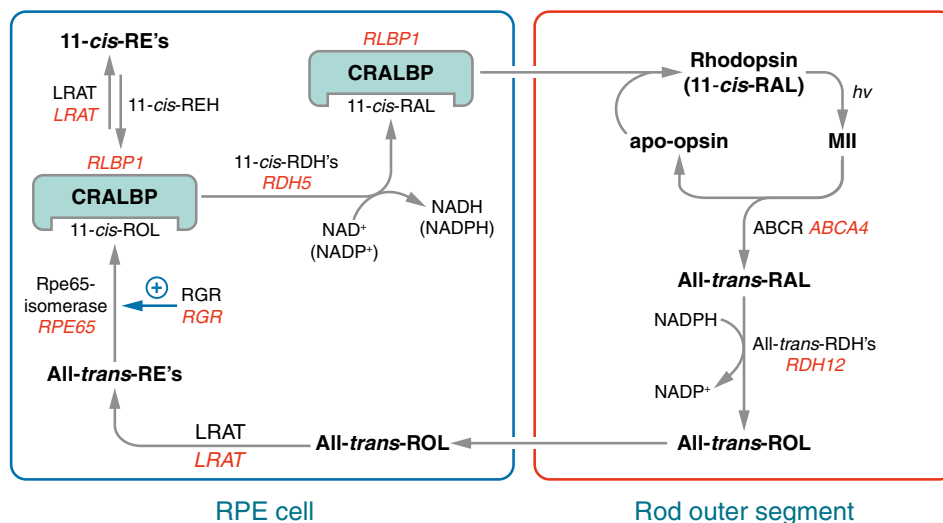 11-cis-RE's
LRAT
LRAT
11-cis-REH
RLBP1
CRALBP
11-cis-ROL
RLBP1
CRALBP
11-cis-RAL
11-cis-RDH's
RDH5
NAD⁺
(NADP⁺)
NADH
(NADPH)
Rpe65-
isomerase
RPE65
+
RGR
RGR
All-trans-RE's
LRAT
LRAT
All-trans-ROL
RPE cell
Rhodopsin
(11-cis-RAL)
hv
apo-opsin
MII
ABCR ABCA4
All-trans-RAL
NADPH
All-trans-RDH's
RDH12
NADP⁺
All-trans-ROL
Rod outer segment